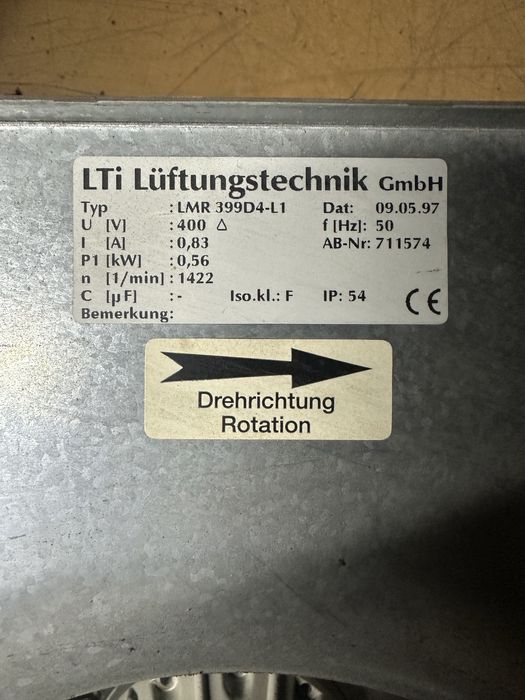 LTi Lüftungstechnik GmbH
Typ : LMR 399D4-L1 Dat: 09.05.97
U [V] : 400 Δ f [Hz]: 50
I [A] : 0,83 AB-Nr: 711574
P1 [kW] : 0,56
n [1/min] : 1422
C [µF] : - Iso.kl.: F IP: 54 CE
Bemerkung:
Drehrichtung
Rotation